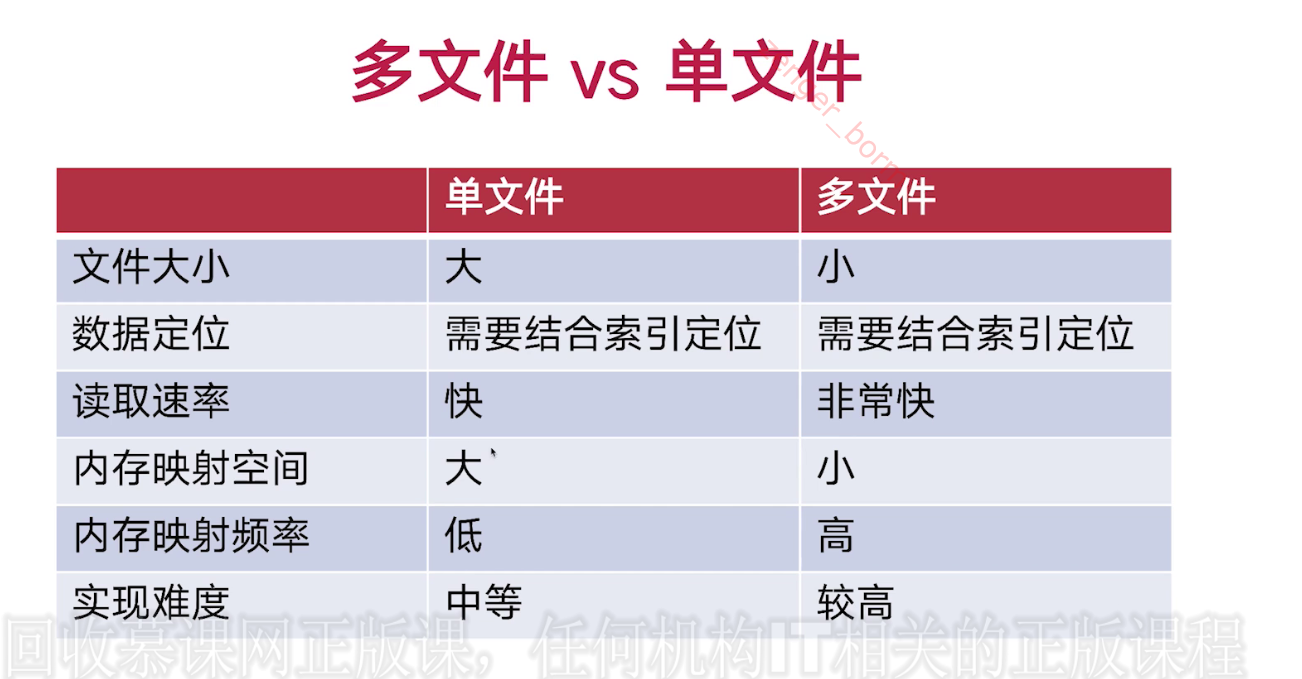 多文件 vs 单文件
zenger_born
单文件 多文件
文件大小 大 小
数据定位 需要结合索引定位 需要结合索引定位
读取速率 快 非常快
内存映射空间 大 小
内存映射频率 低 高
实现难度 中等 较高
回收慕课网正版课，任何机构IT相关的正版课程